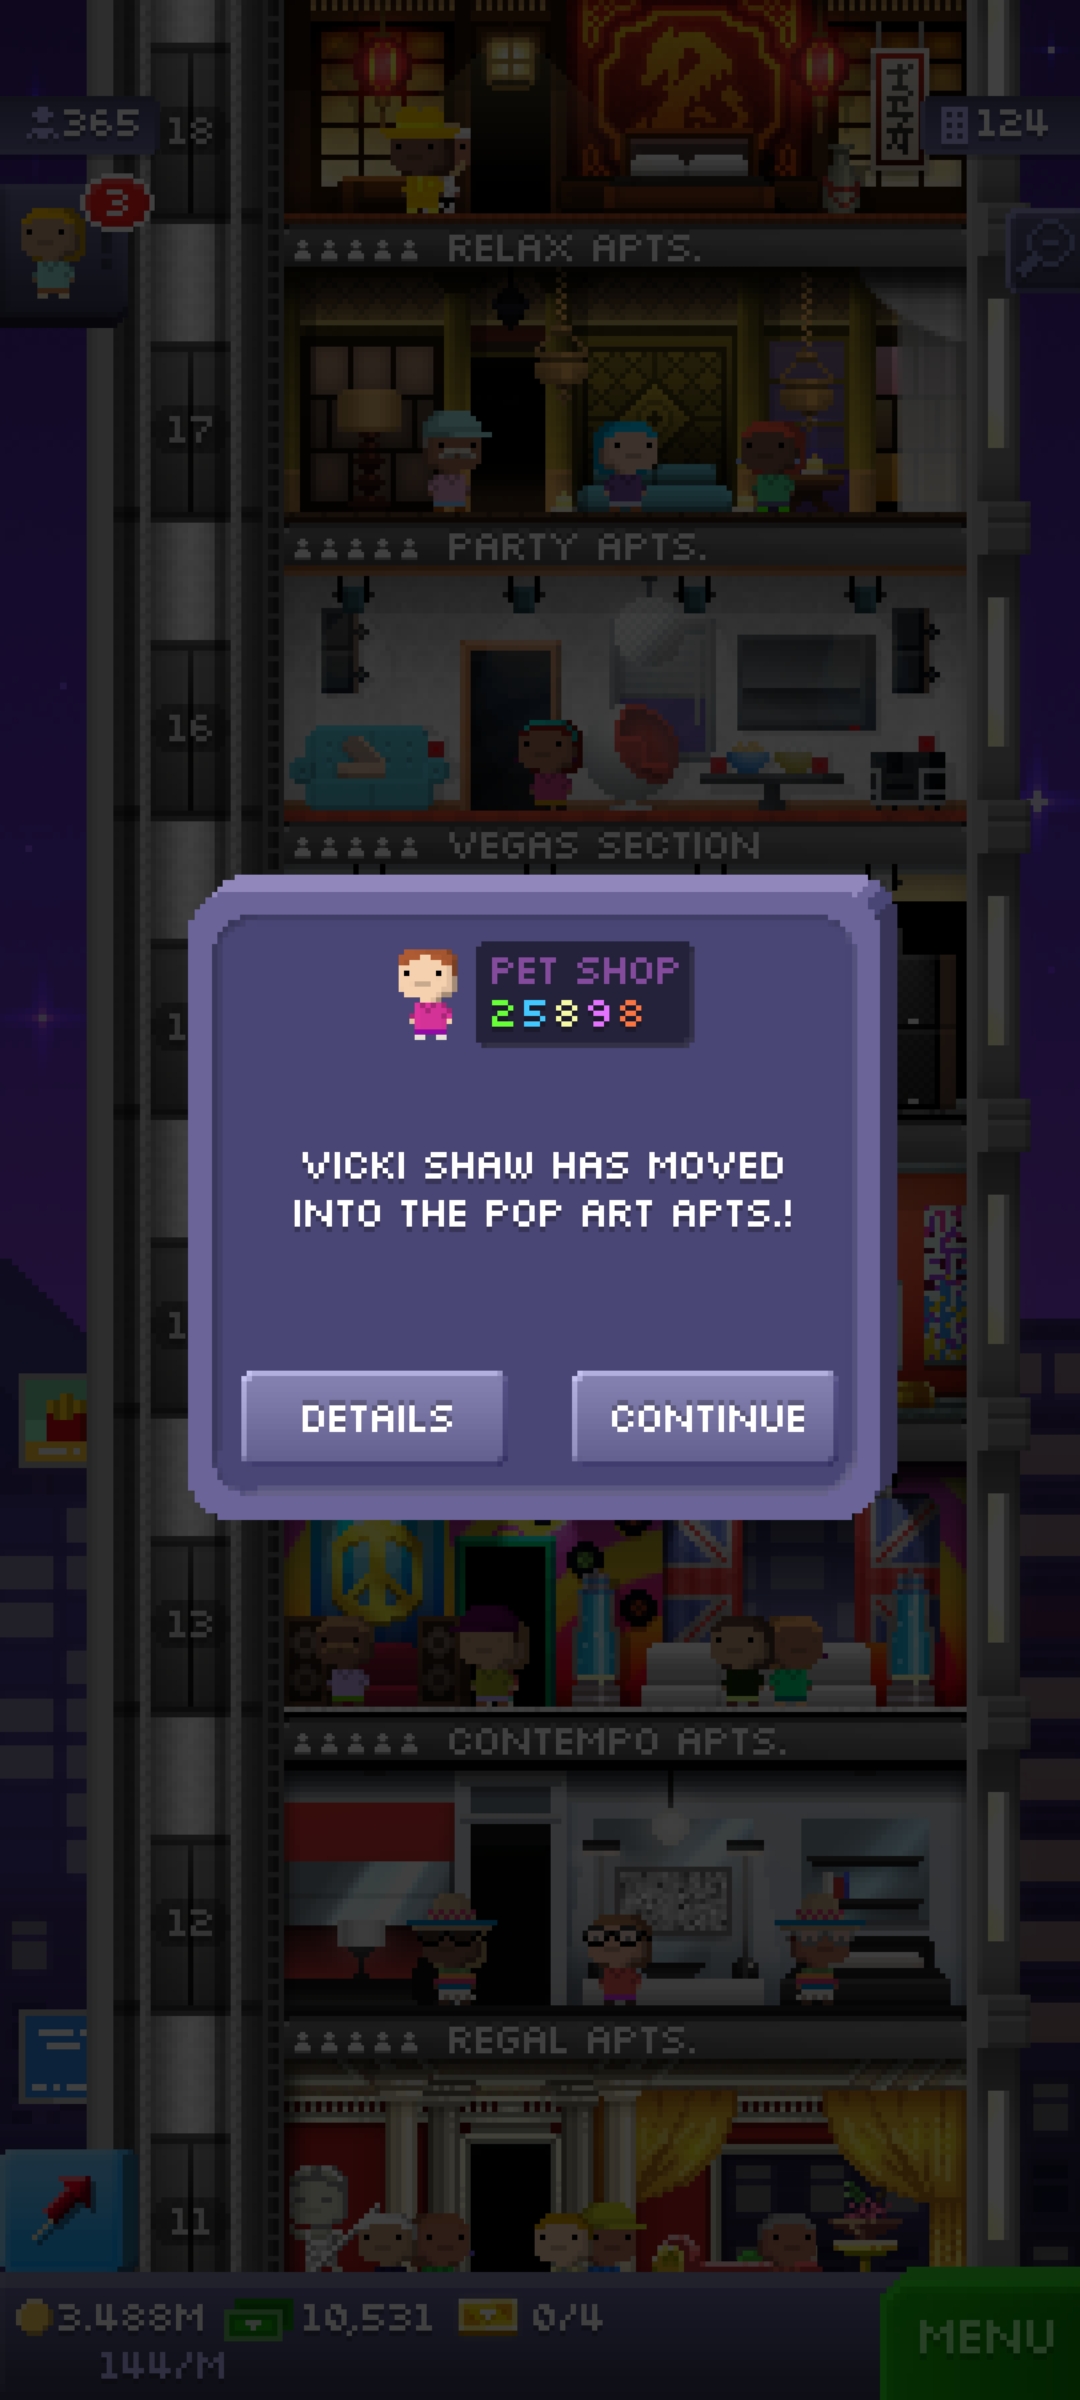 365
18
124
3
RELAX APTS.
17
PARTY APTS.
16
VEGAS SECTION
PET SHOP
25898
VICKI SHAW HAS MOVED
INTO THE POP ART APTS.!
DETAILS
CONTINUE
13
CONTEMPO APTS.
12
REGAL APTS.
11
3.488M
10,531
0/4
144/M
MENU